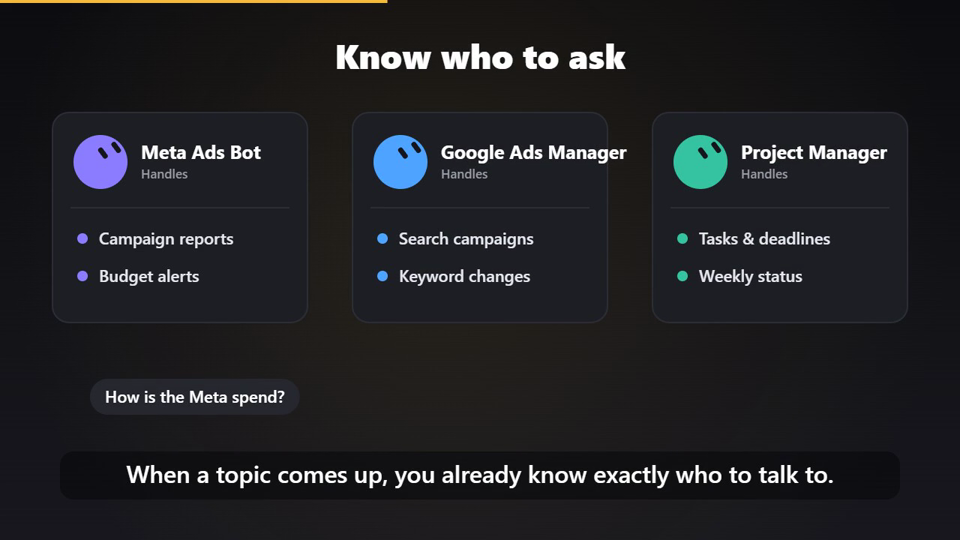 Know who to ask
Meta Ads Bot
Handles
Campaign reports
Budget alerts
Google Ads Manager
Handles
Search campaigns
Keyword changes
Project Manager
Handles
Tasks & deadlines
Weekly status
How is the Meta spend?
When a topic comes up, you already know exactly who to talk to.